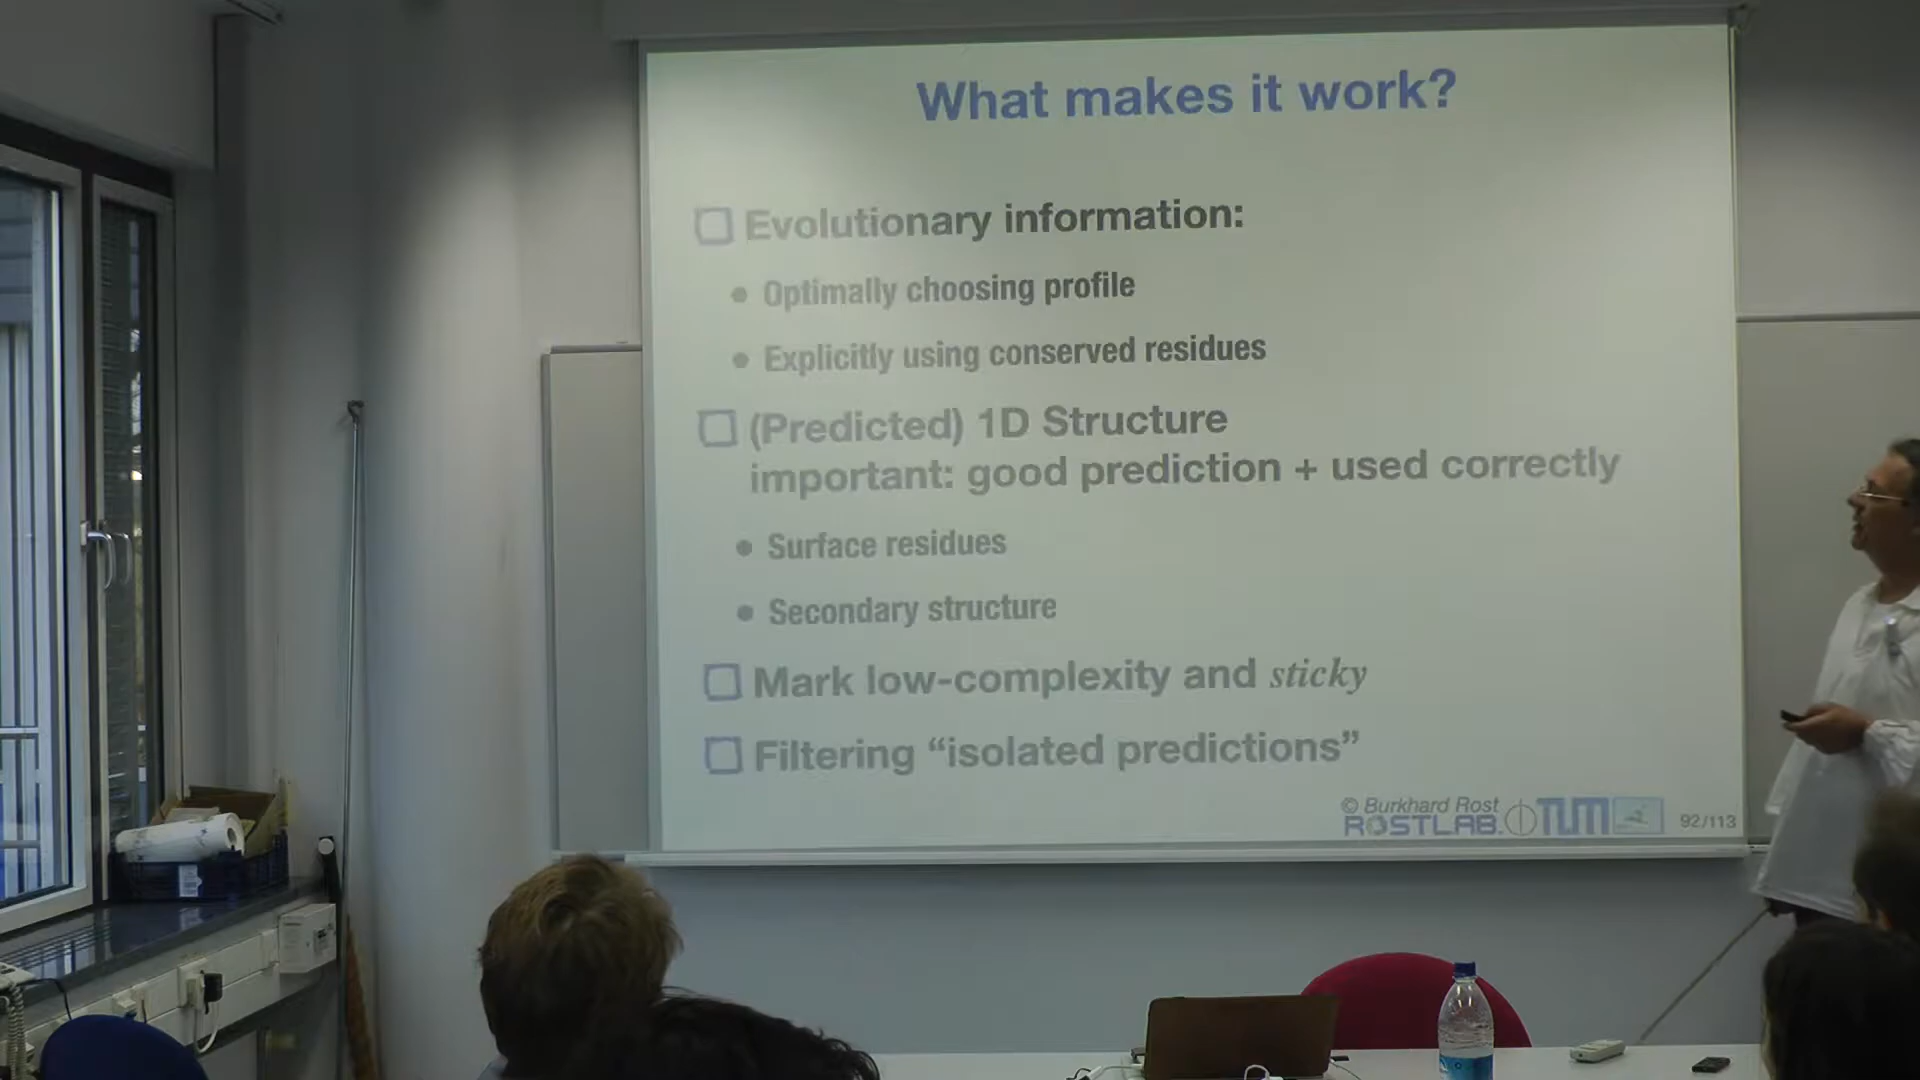 What makes it work?
Evolutionary information:
Optimally choosing profile
Explicitly using conserved residues
(Predicted) 1D Structure
important: good prediction + used correctly
Surface residues
Secondary structure
Mark low-complexity and sticky
Filtering “isolated predictions”
© Burkhard Rost
ROSTLAB.
TUM
92/113